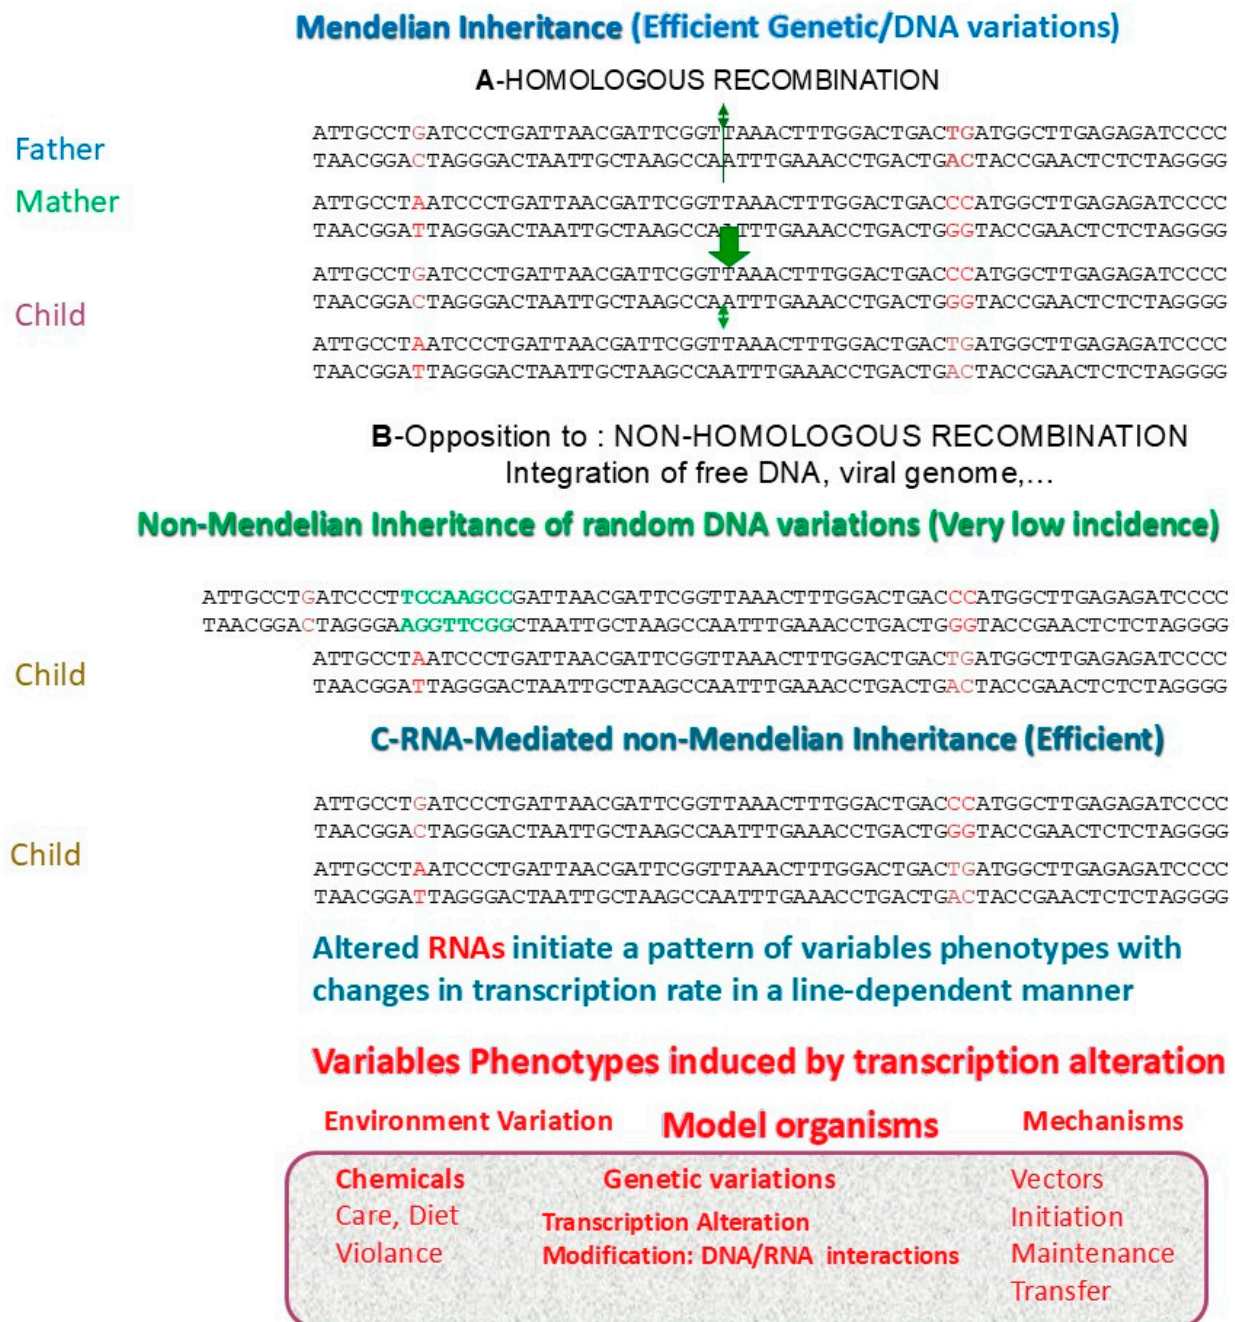 Mendelian Inheritance (Efficient Genetic/DNA variations)
A-HOMOLOGOUS RECOMBINATION
Father
ATTGCCTGATCCCTGATTAACGATTCGGTTAAACTTTGGACTGACTGATGGCTTGAGAGATCCCC
TAACGGACTAGGGACTAATTGCTAAGCCAATTTGAAACCTGACTGACTACCGAACTCTCTAGGGG
Mather
ATTGCCTAATCCCTGATTAACGATTCGGTTAAACTTTGGACTGACCCATGGCTTGAGAGATCCCC
TAACGGATTAGGGACTAATTGCTAAGCCAATTTGAAACCTGACTGGGTACCGAACTCTCTAGGGG
Child
ATTGCCTGATCCCTGATTAACGATTCGGTTAAACTTTGGACTGACCCATGGCTTGAGAGATCCCC
TAACGGACTAGGGACTAATTGCTAAGCCAATTTGAAACCTGACTGGGTACCGAACTCTCTAGGGG
ATTGCCTAATCCCTGATTAACGATTCGGTTAAACTTTGGACTGACTGATGGCTTGAGAGATCCCC
TAACGGATTAGGGACTAATTGCTAAGCCAATTTGAAACCTGACTGACTACCGAACTCTCTAGGGG
B-Opposition to : NON-HOMOLOGOUS RECOMBINATION
Integration of free DNA, viral genome,...
Non-Mendelian Inheritance of random DNA variations (Very low incidence)
ATTGCCTGATCCCTTCCAAGCCGATTAACGATTCGGTTAAACTTTGGACTGACCCATGGCTTGAGAGATCCCC
TAACGGACTAGGGAAGGTTCGGCTAATTGCTAAGCCAATTTGAAACCTGACTGGGTACCGAACTCTCTAGGGG
Child
ATTGCCTAATCCCTGATTAACGATTCGGTTAAACTTTGGACTGACTGATGGCTTGAGAGATCCCC
TAACGGATTAGGGACTAATTGCTAAGCCAATTTGAAACCTGACTGACTACCGAACTCTCTAGGGG
C-RNA-Mediated non-Mendelian Inheritance (Efficient)
ATTGCCTGATCCCTGATTAACGATTCGGTTAAACTTTGGACTGACCCATGGCTTGAGAGATCCCC
TAACGGACTAGGGACTAATTGCTAAGCCAATTTGAAACCTGACTGGGTACCGAACTCTCTAGGGG
Child
ATTGCCTAATCCCTGATTAACGATTCGGTTAAACTTTGGACTGACTGATGGCTTGAGAGATCCCC
TAACGGATTAGGGACTAATTGCTAAGCCAATTTGAAACCTGACTGACTACCGAACTCTCTAGGGG
Altered RNAs initiate a pattern of variables phenotypes with
changes in transcription rate in a line-dependent manner
Variables Phenotypes induced by transcription alteration
Environment Variation
Model organisms
Mechanisms
Chemicals
Care, Diet
Violance
Genetic variations
Transcription Alteration
Modification: DNA/RNA interactions
Vectors
Initiation
Maintenance
Transfer